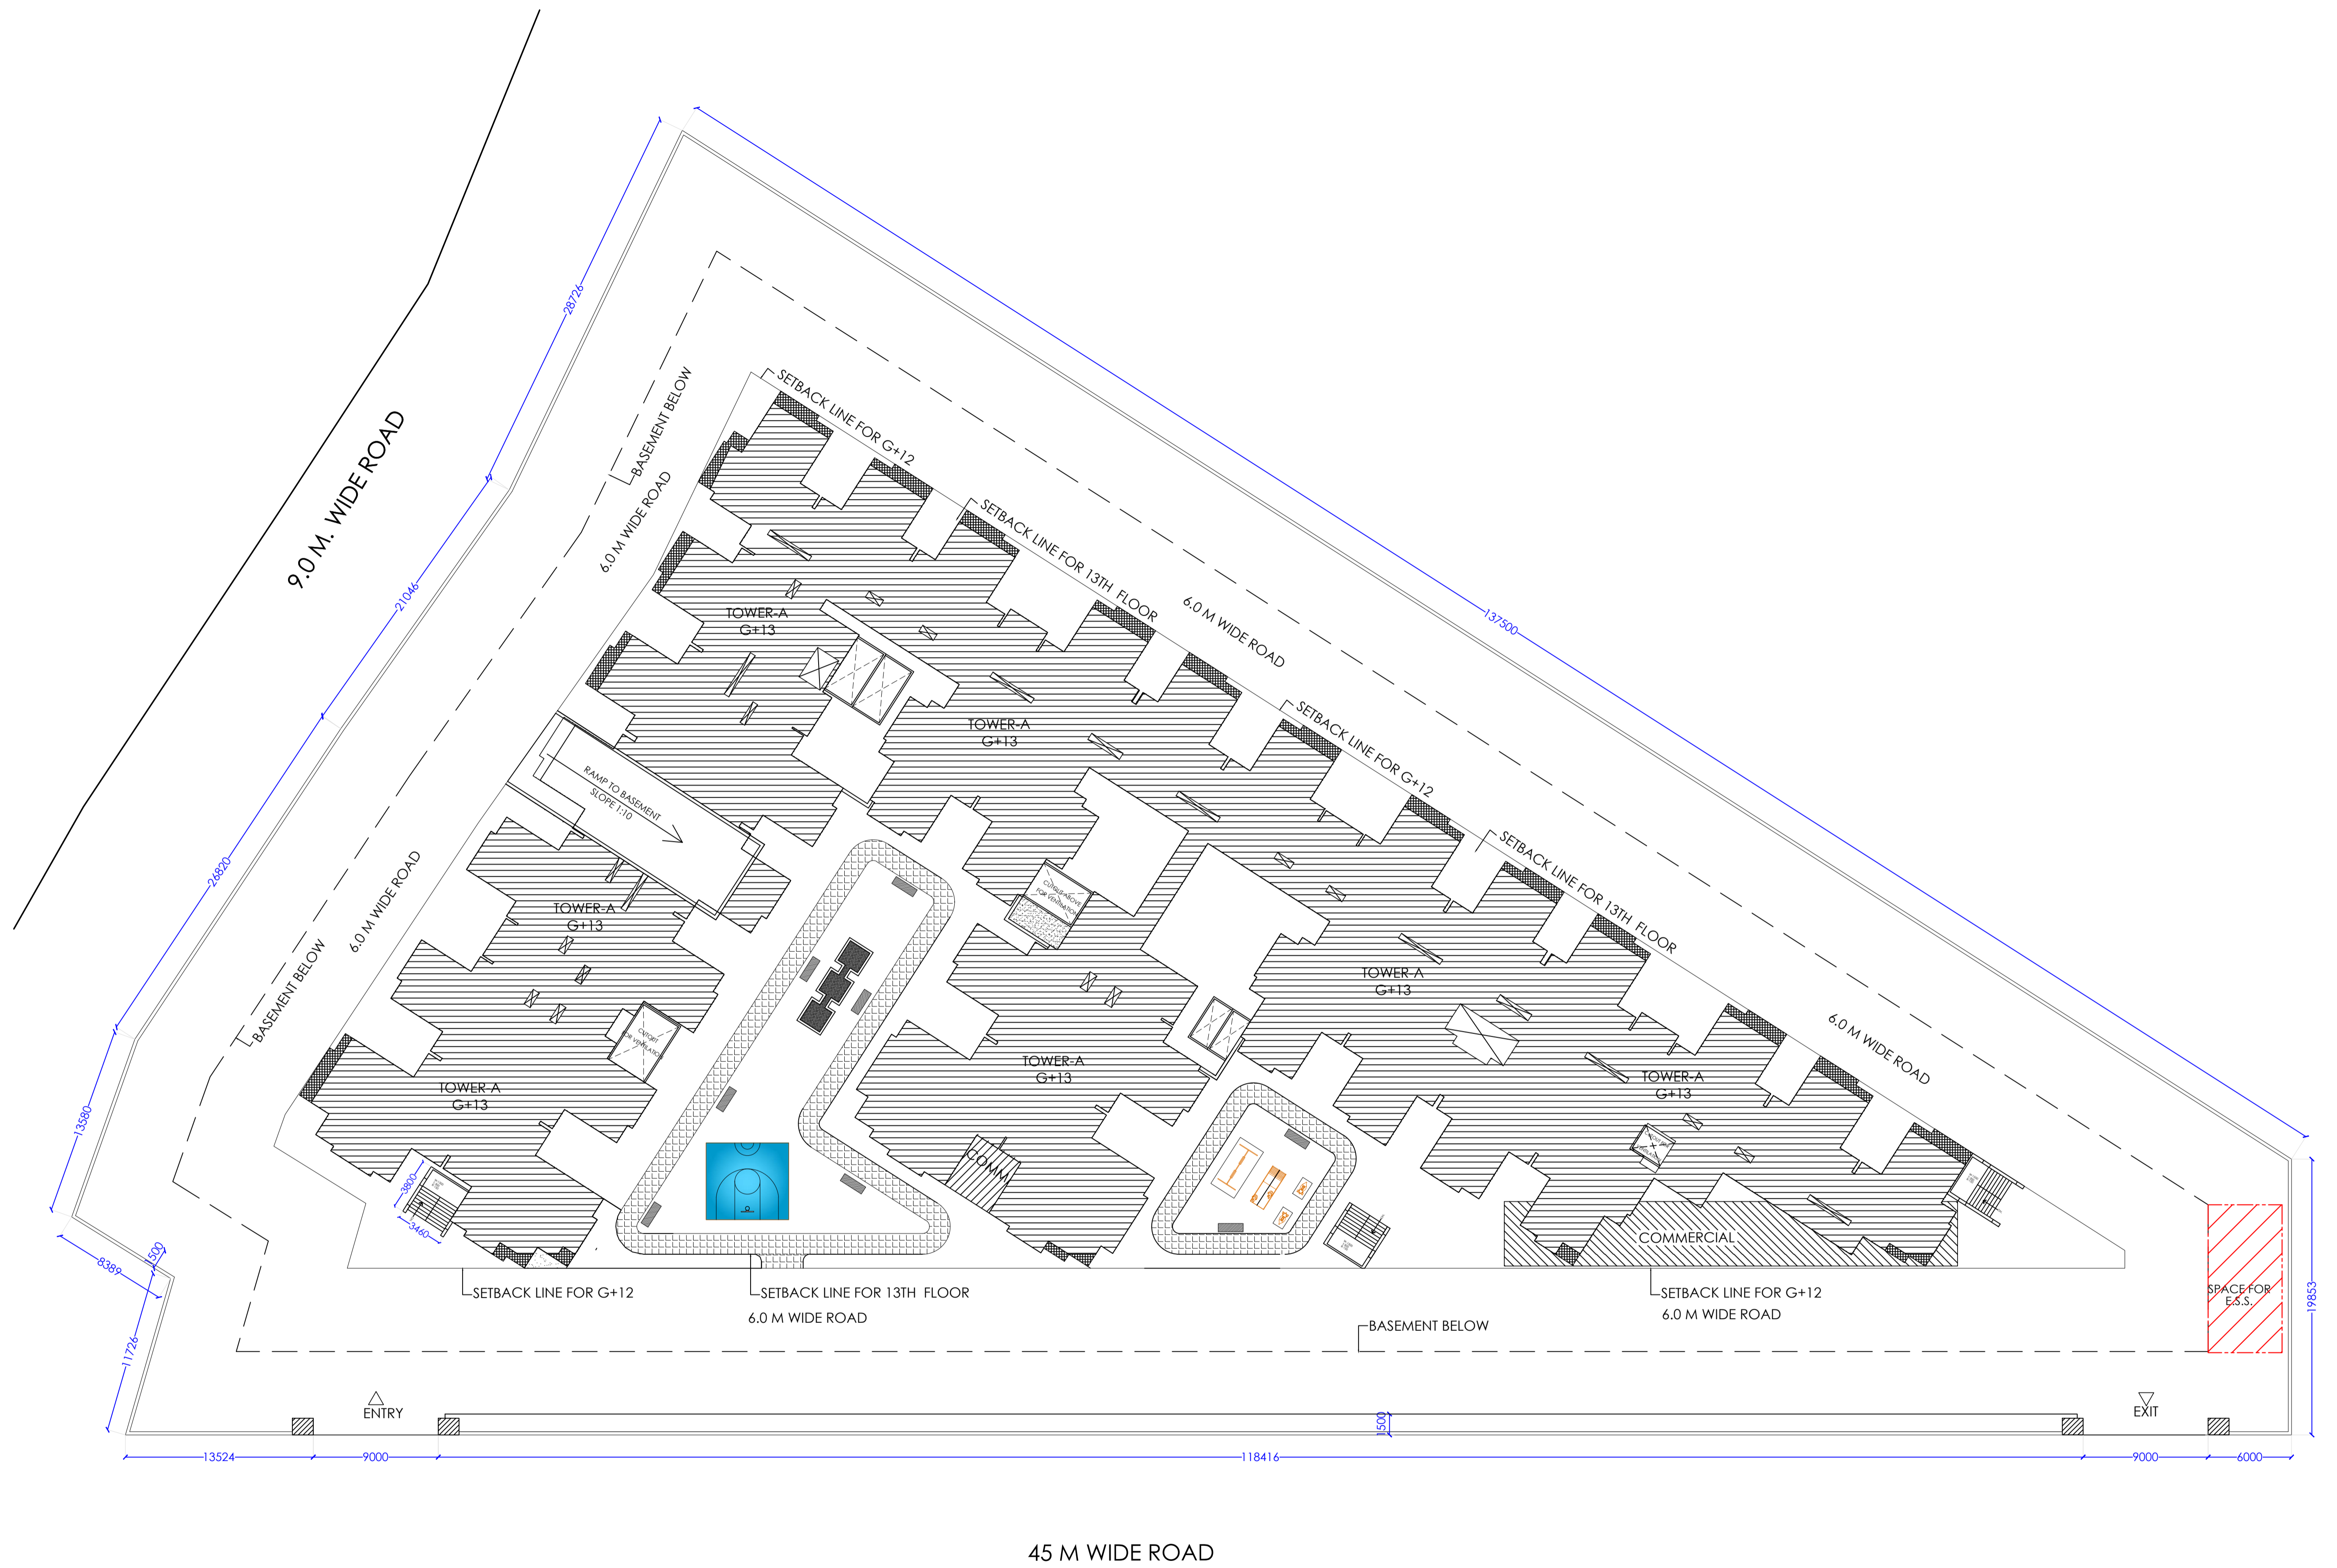 137500
28726
21046
26820
13580
8389
1500
11726
9.0 M. WIDE ROAD
BASEMENT BELOW
6.0 M WIDE ROAD
SETBACK LINE FOR G+12
SETBACK LINE FOR 13TH FLOOR
6.0 M WIDE ROAD
SETBACK LINE FOR G+12
SETBACK LINE FOR 13TH FLOOR
6.0 M WIDE ROAD
TOWER-A
G+13
TOWER-A
G+13
RAMP TO BASEMENT
SLOPE 1:10
6.0 M WIDE ROAD
BASEMENT BELOW
TOWER-A
G+13
FOR VENTILATION
TOWER-A
G+13
TOWER-A
G+13
TOWER-A
G+13
TOWER-A
G+13
3800
3460
COMM.
COMMERCIAL
SPACE FOR
E.S.S.
19853
SETBACK LINE FOR G+12
SETBACK LINE FOR 13TH FLOOR
6.0 M WIDE ROAD
SETBACK LINE FOR G+12
6.0 M WIDE ROAD
BASEMENT BELOW
ENTRY
EXIT
1500
13524
9000
118416
9000
6000
45 M WIDE ROAD